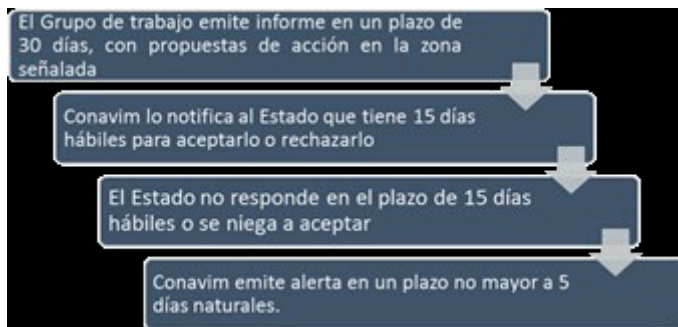 El Grupo de trabajo emite informe en un plazo de
30 días, con propuestas de acción en la zona
señalada
Conavim lo notifica al Estado que tiene 15 días
hábiles para aceptarlo o rechazarlo
El Estado no responde en el plazo de 15 días
hábiles o se niega a aceptar
Conavim emite alerta en un plazo no mayor a 5
días naturales.